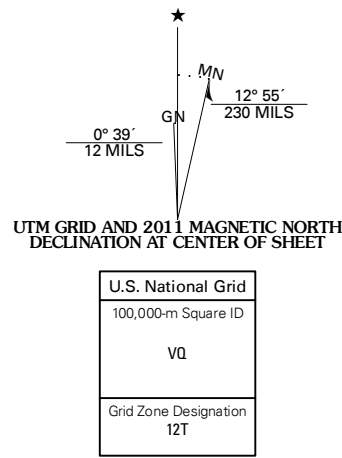 ★
MN
GN
12° 55´
230 MILS
0° 39´
12 MILS
UTM GRID AND 2011 MAGNETIC NORTH
DECLINATION AT CENTER OF SHEET
U.S. National Grid
100,000-m Square ID
VQ
Grid Zone Designation
12T